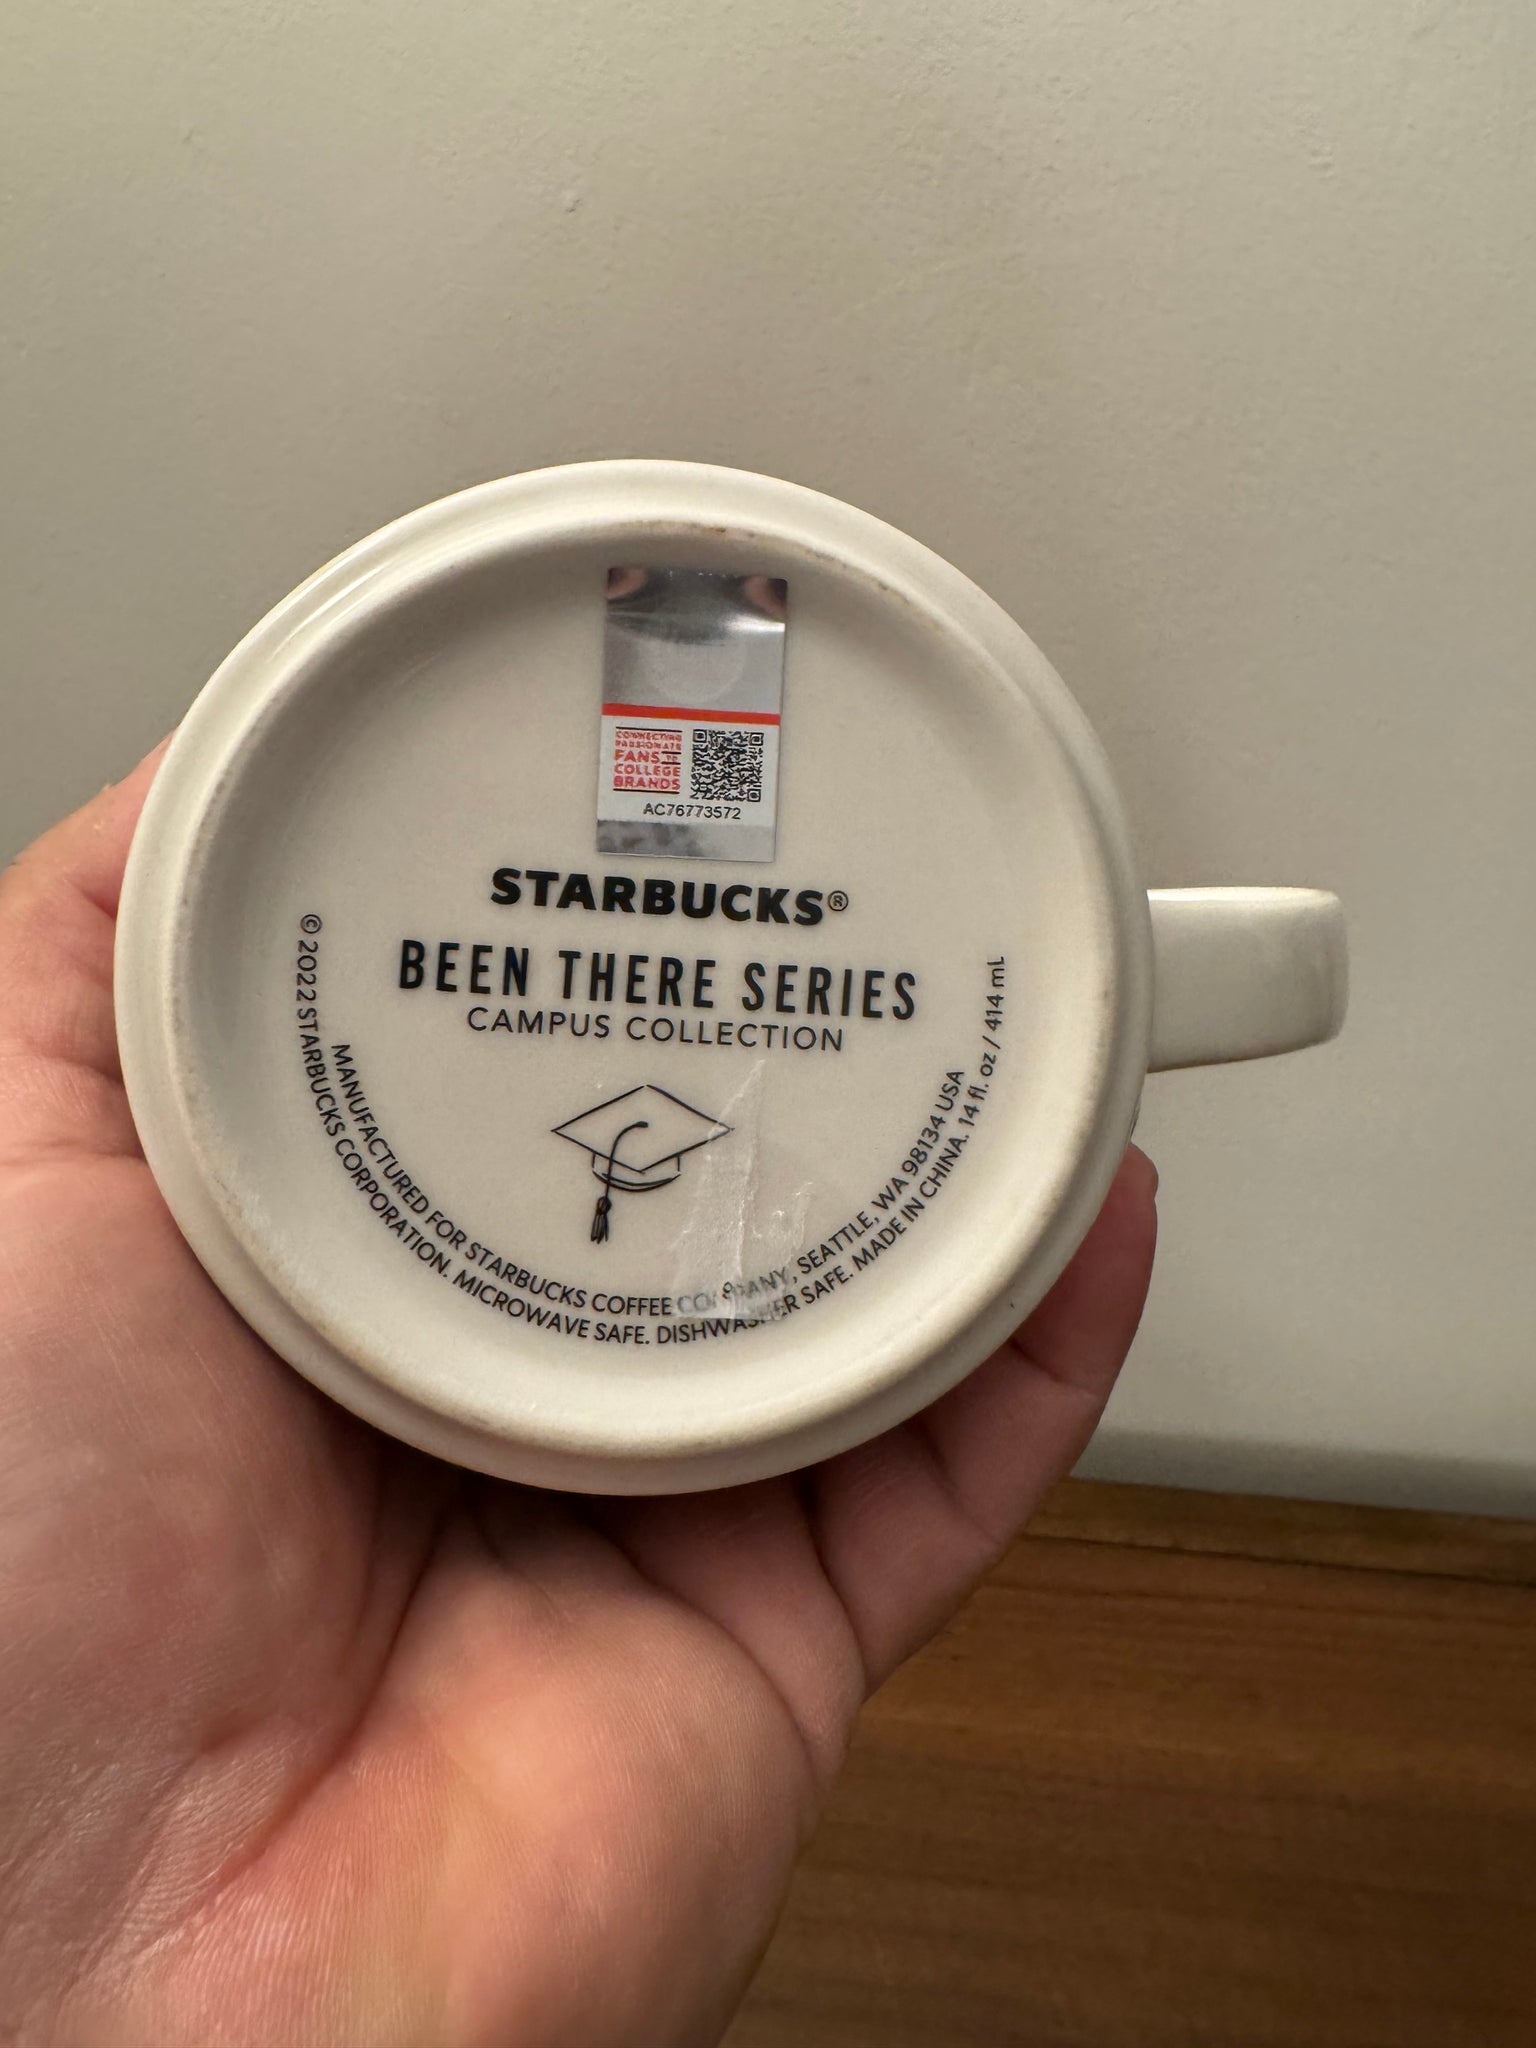 CONNECTING
PASSIONATE
FANS TO
COLLEGE
BRANDS
AC76773572
STARBUCKS®
BEEN THERE SERIES
CAMPUS COLLECTION
MANUFACTURED FOR STARBUCKS COFFEE COMPANY, SEATTLE, WA 98134 USA
© 2022 STARBUCKS CORPORATION. MICROWAVE SAFE. DISHWASHER SAFE. MADE IN CHINA. 14 fl. oz / 414 mL